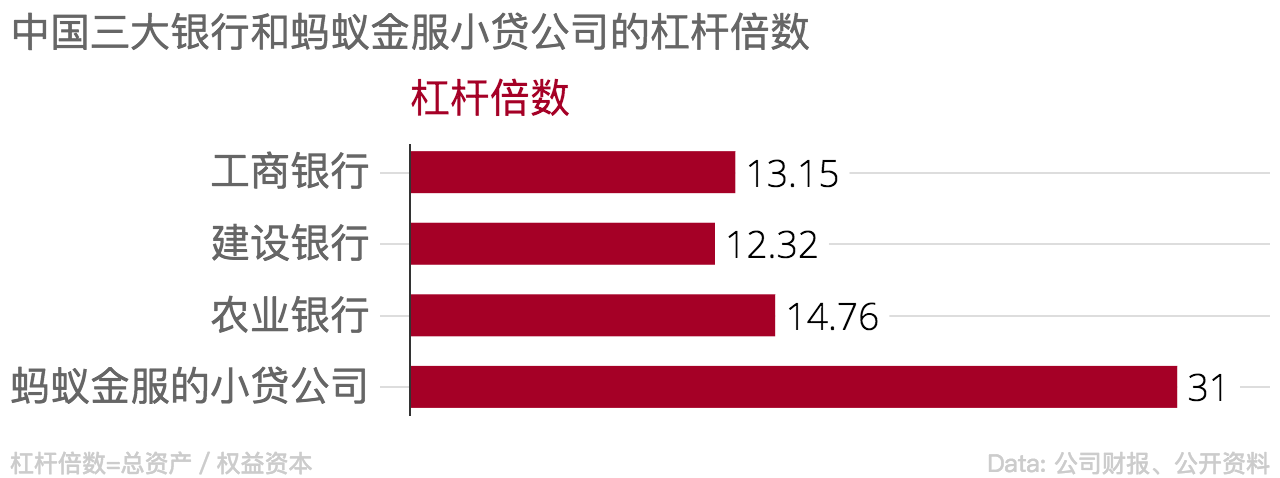 中国三大银行和蚂蚁金服小贷公司的杠杆倍数
杠杆倍数
工商银行 13.15
建设银行 12.32
农业银行 14.76
蚂蚁金服的小贷公司 31
杠杆倍数=总资产 / 权益资本 Data: 公司财报、公开资料